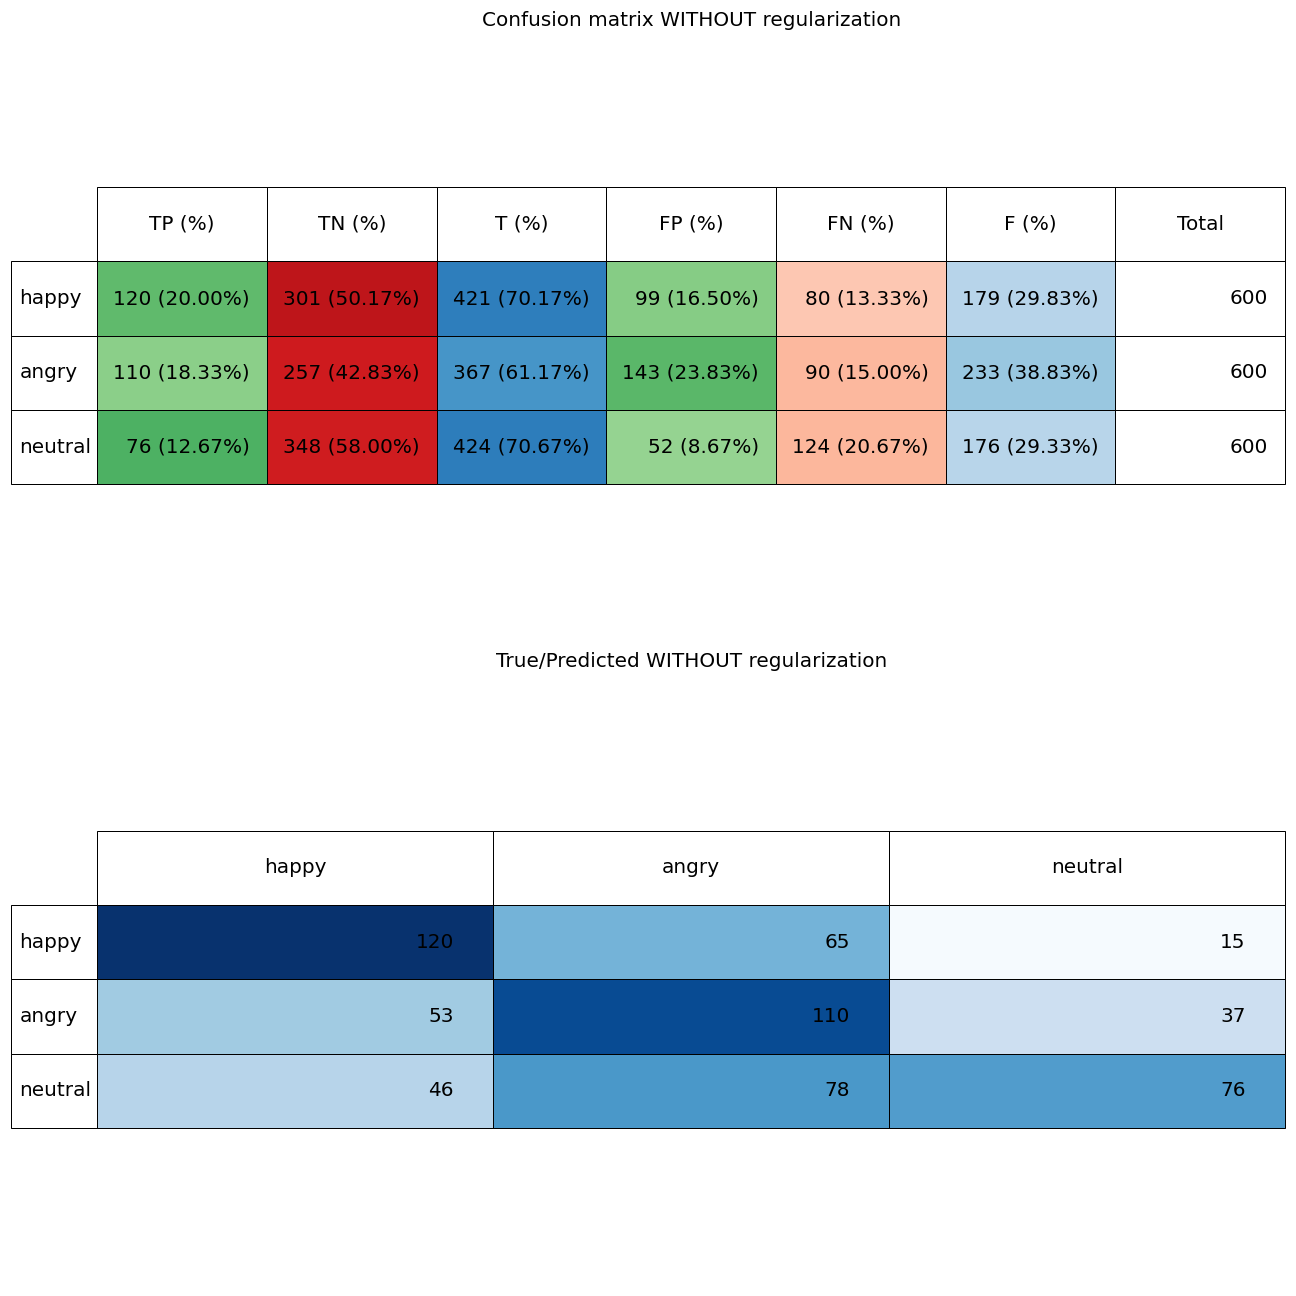 Confusion matrix WITHOUT regularization
TP (%) TN (%) T (%) FP (%) FN (%) F (%) Total
happy 120 (20.00%) 301 (50.17%) 421 (70.17%) 99 (16.50%) 80 (13.33%) 179 (29.83%) 600
angry 110 (18.33%) 257 (42.83%) 367 (61.17%) 143 (23.83%) 90 (15.00%) 233 (38.83%) 600
neutral 76 (12.67%) 348 (58.00%) 424 (70.67%) 52 (8.67%) 124 (20.67%) 176 (29.33%) 600
True/Predicted WITHOUT regularization
happy angry neutral
happy 120 65 15
angry 53 110 37
neutral 46 78 76